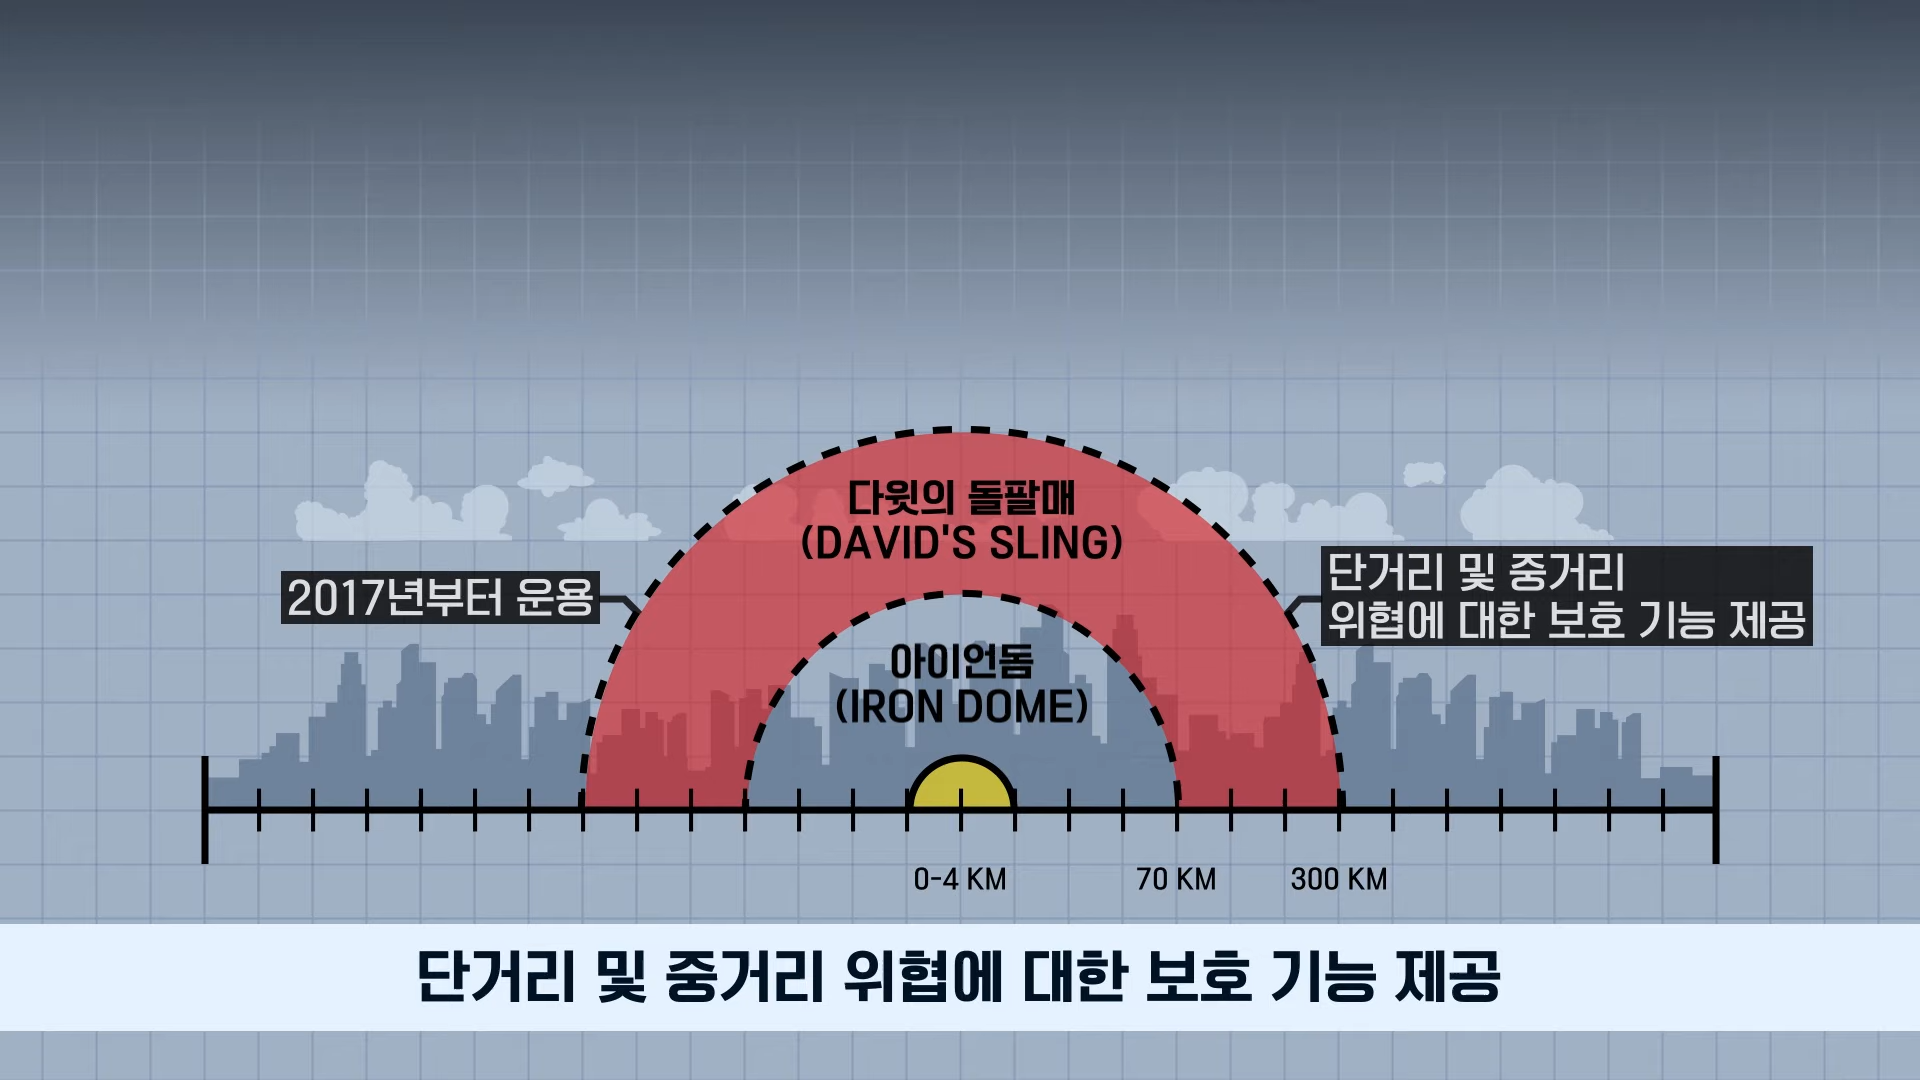 다윗의 돌팔매
(DAVID'S SLING)
2017년부터 운용
단거리 및 중거리
위협에 대한 보호 기능 제공
아이언돔
(IRON DOME)
0-4 KM
70 KM
300 KM
단거리 및 중거리 위협에 대한 보호 기능 제공